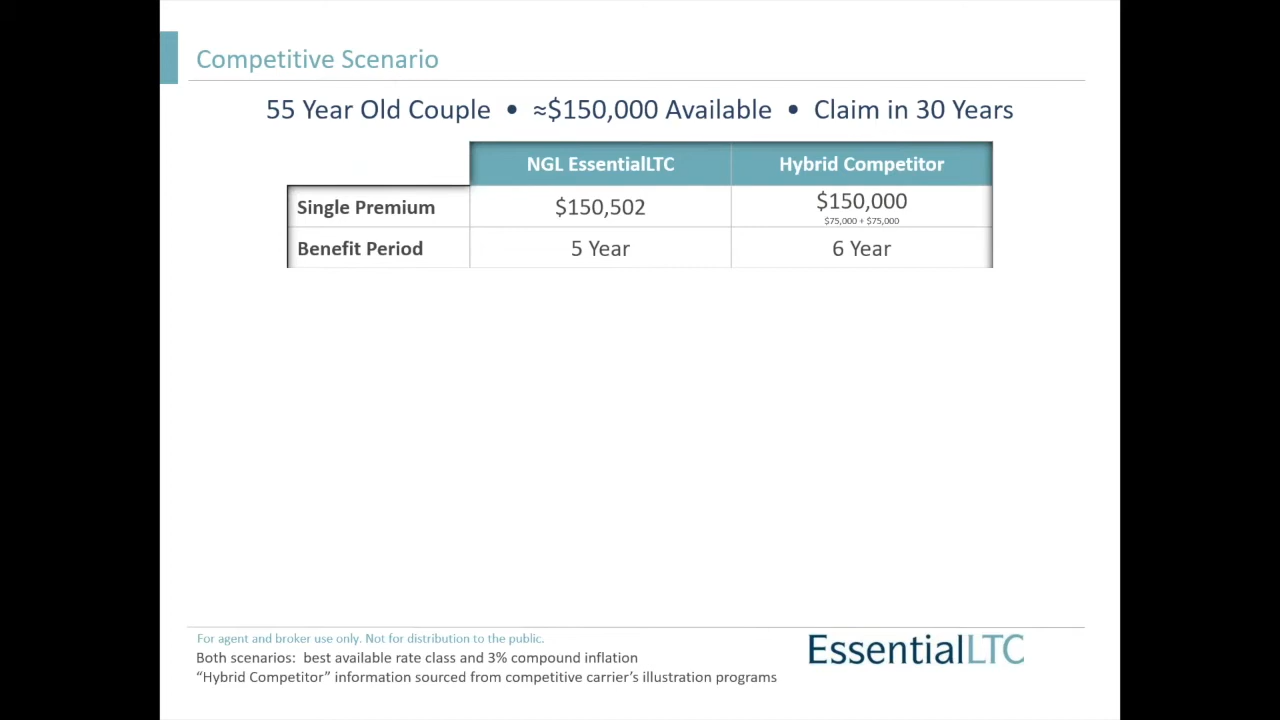 Competitive Scenario
55 Year Old Couple • ≈$150,000 Available • Claim in 30 Years
NGL EssentialLTC Hybrid Competitor
Single Premium $150,502 $150,000
$75,000 + $75,000
Benefit Period 5 Year 6 Year
For agent and broker use only. Not for distribution to the public.
Both scenarios: best available rate class and 3% compound inflation
“Hybrid Competitor” information sourced from competitive carrier’s illustration programs
EssentialLTC